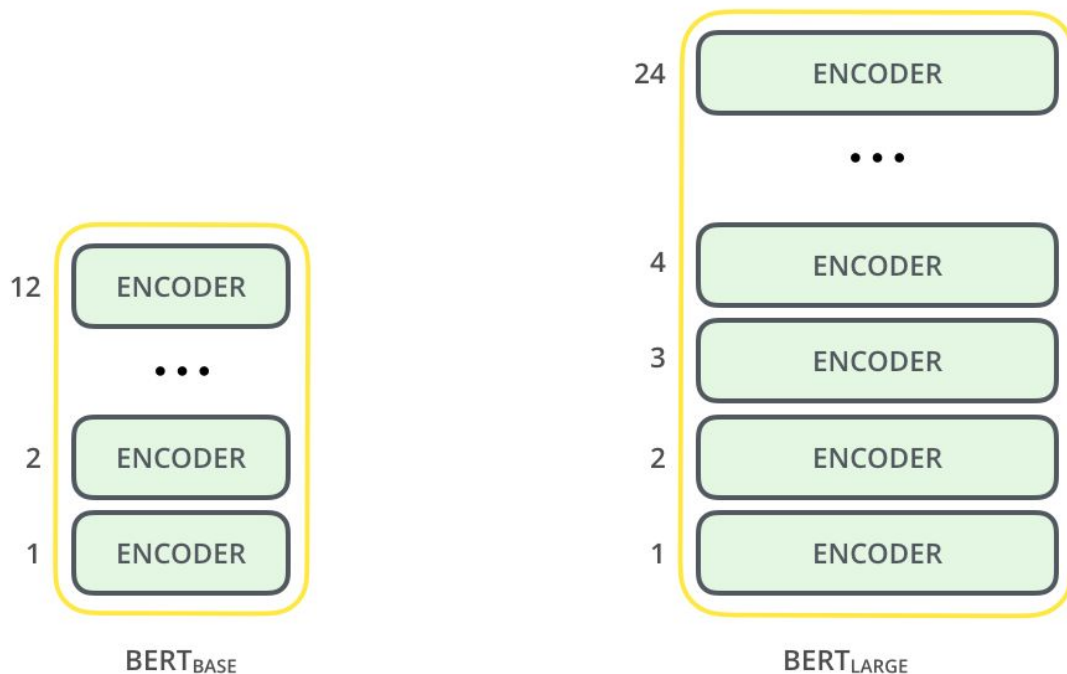 12 ENCODER
...
2 ENCODER
1 ENCODER
BERTBASE
24 ENCODER
...
4 ENCODER
3 ENCODER
2 ENCODER
1 ENCODER
BERTLARGE